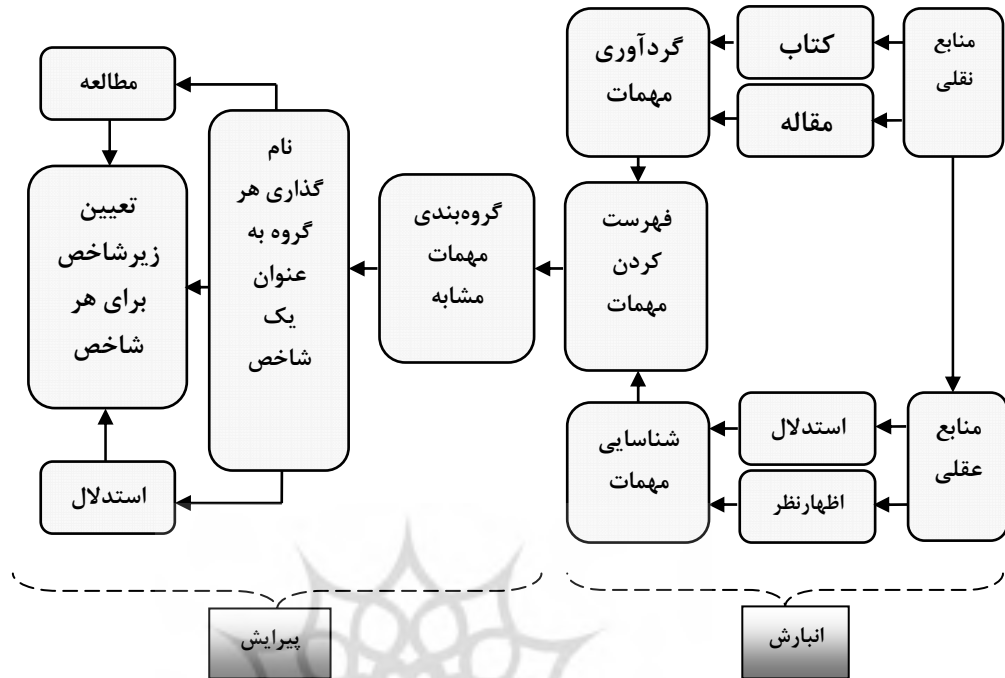 منابع
نقلی
کتاب
مقاله
گردآوری
مهمات
منابع
عقلی
استدلال
اظهارنظر
شناسایی
مهمات
فهرست
کردن
مهمات
گروه‌بندی
مهمات
مشابه
نام
گذاری هر
گروه به
عنوان
یک
شاخص
مطالعه
تعیین
زیرشاخص
برای هر
شاخص
استدلال
انبارش
پیرایش